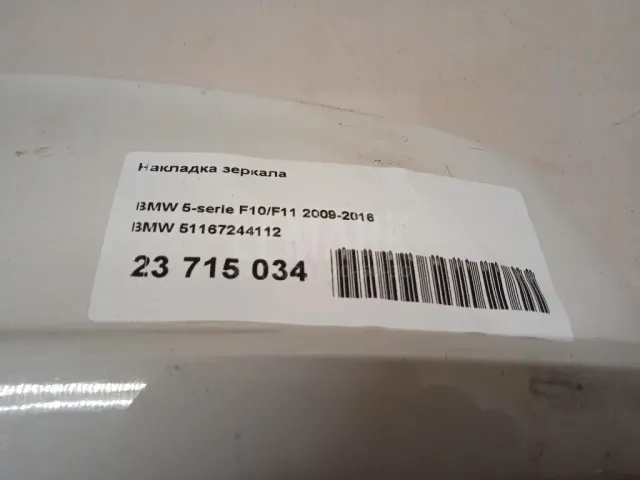 Накладка зеркала
BMW 5-serie F10/F11 2009-2016
BMW 51167244112
23 715 034